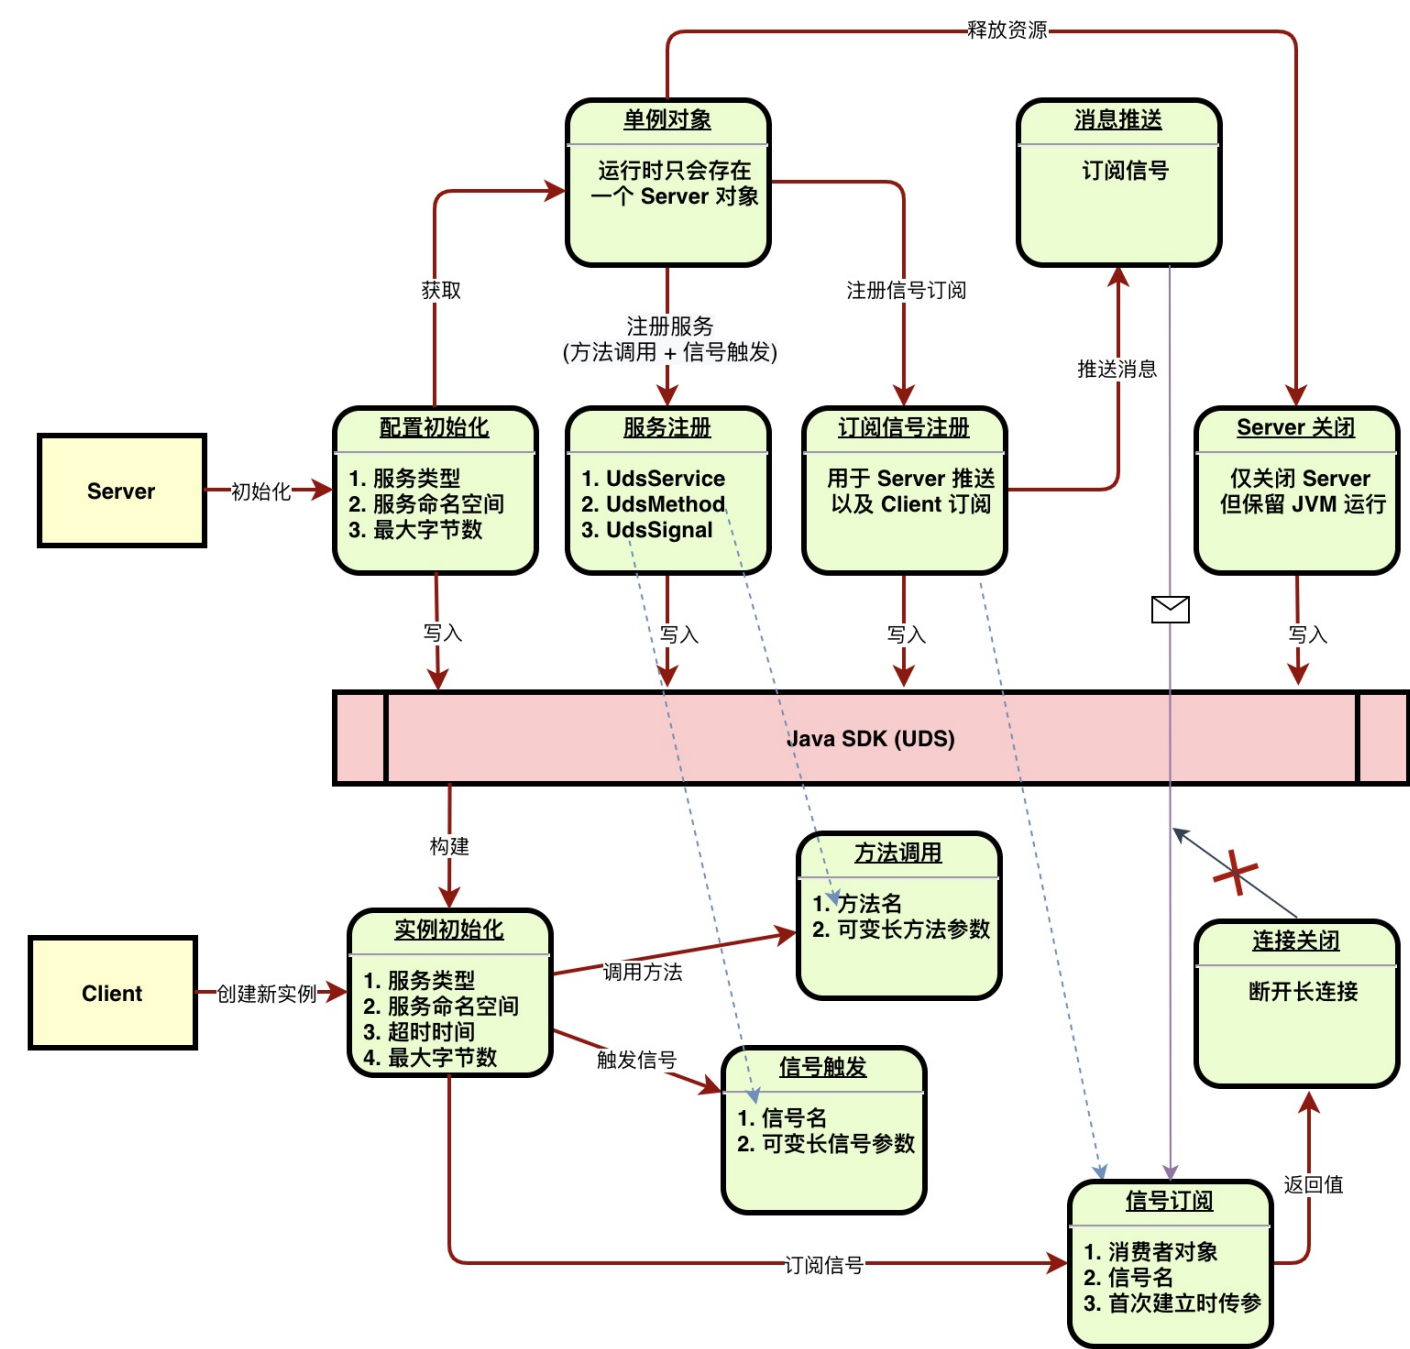 释放资源
单例对象
运行时只会存在
一个 Server 对象
消息推送
订阅信号
获取
注册服务
(方法调用 + 信号触发)
注册信号订阅
推送消息
Server
初始化
配置初始化
1. 服务类型
2. 服务命名空间
3. 最大字节数
服务注册
1. UdsService
2. UdsMethod
3. UdsSignal
订阅信号注册
用于 Server 推送
以及 Client 订阅
Server 关闭
仅关闭 Server
但保留 JVM 运行
写入
写入
写入
写入
Java SDK (UDS)
构建
方法调用
1. 方法名
2. 可变长方法参数
Client
创建新实例
实例初始化
1. 服务类型
2. 服务命名空间
3. 超时时间
4. 最大字节数
调用方法
触发信号
连接关闭
断开长连接
信号触发
1. 信号名
2. 可变长信号参数
返回值
订阅信号
信号订阅
1. 消费者对象
2. 信号名
3. 首次建立时传参